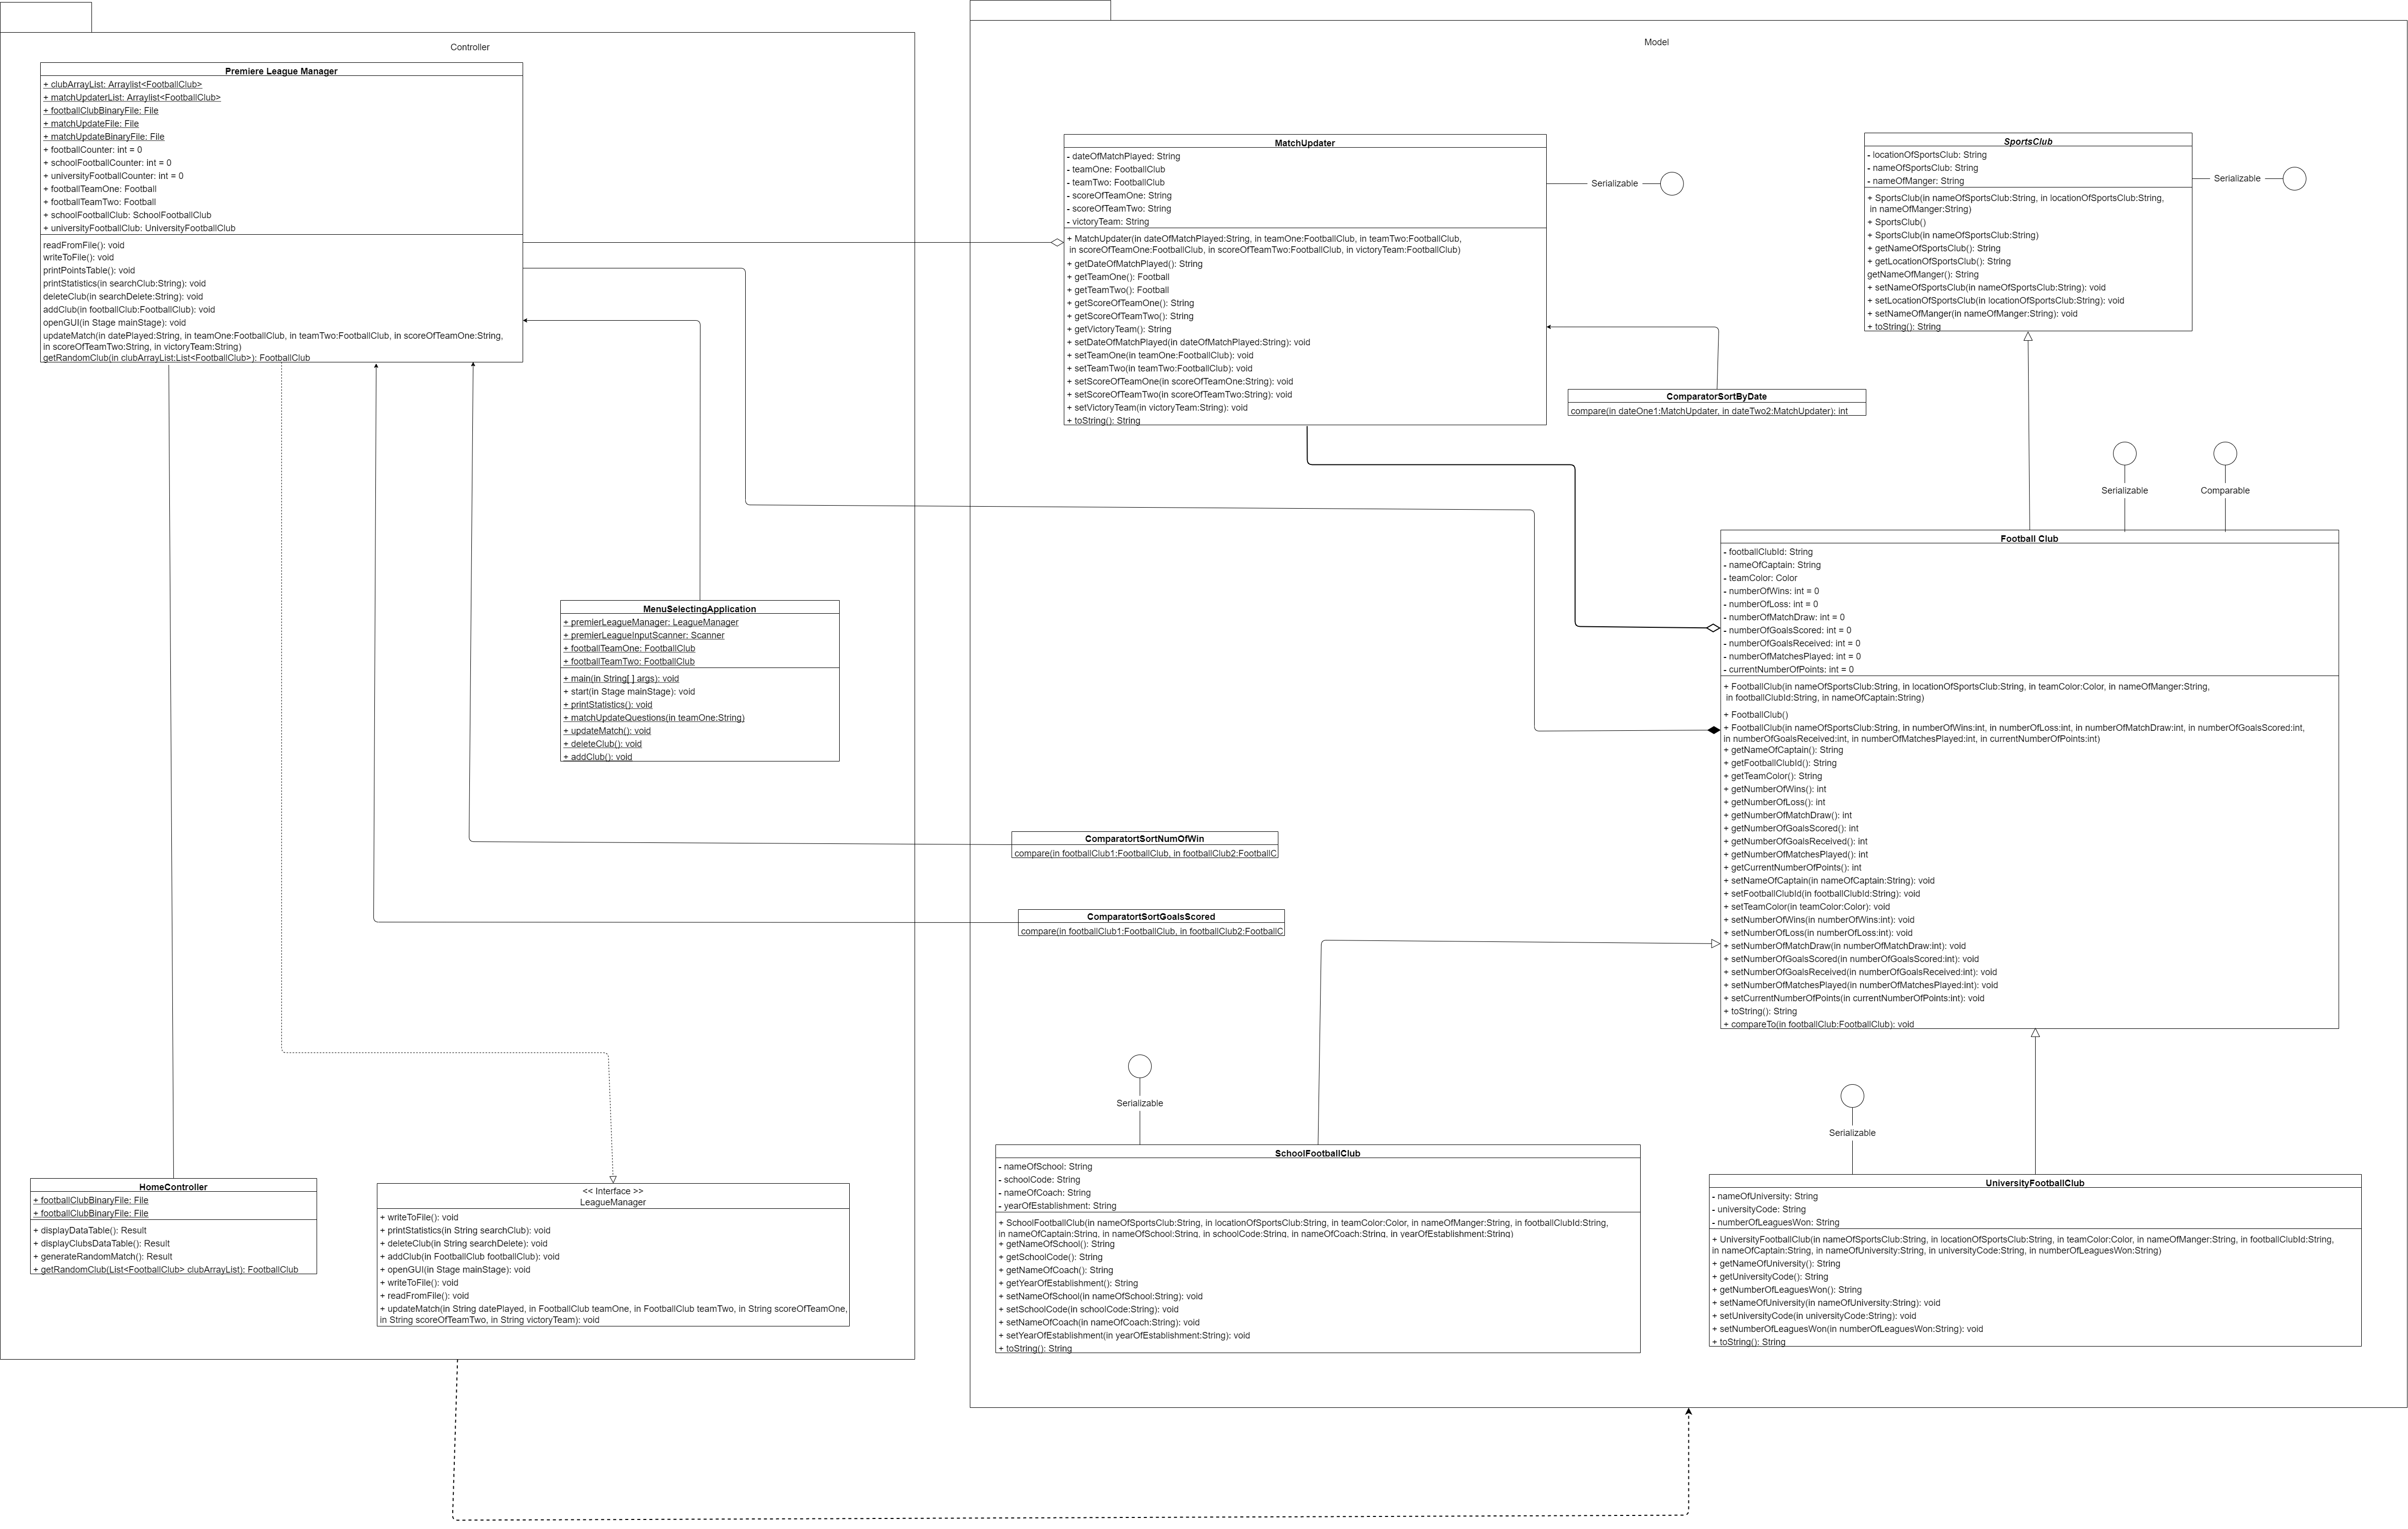 Controller
Premiere League Manager
+ clubArrayList: Arraylist<FootballClub>
+ matchUpdaterList: Arraylist<FootballClub>
+ footballClubBinaryFile: File
+ matchUpdateFile: File
+ matchUpdateBinaryFile: File
+ footballCounter: int = 0
+ schoolFootballCounter: int = 0
+ universityFootballCounter: int = 0
+ footballTeamOne: Football
+ footballTeamTwo: Football
+ schoolFootballClub: SchoolFootballClub
+ universityFootballClub: UniversityFootballClub
readFromFile(): void
writeToFile(): void
printPointsTable(): void
printStatistics(in searchClub:String): void
deleteClub(in searchDelete:String): void
addClub(in footballClub:FootballClub): void
openGUI(in Stage mainStage): void
updateMatch(in datePlayed:String, in teamOne:FootballClub, in teamTwo:FootballClub, in scoreOfTeamOne:String,
in scoreOfTeamTwo:String, in victoryTeam:String)
getRandomClub(in clubArrayList:List<FootballClub>): FootballClub
MenuSelectingApplication
+ premierLeagueManager: LeagueManager
+ premierLeagueInputScanner: Scanner
+ footballTeamOne: FootballClub
+ footballTeamTwo: FootballClub
+ main(in String[ ] args): void
+ start(in Stage mainStage): void
+ printStatistics(): void
+ matchUpdateQuestions(in teamOne:String)
+ updateMatch(): void
+ deleteClub(): void
+ addClub(): void
HomeController
+ footballClubBinaryFile: File
+ footballClubBinaryFile: File
+ displayDataTable(): Result
+ displayClubsDataTable(): Result
+ generateRandomMatch(): Result
+ getRandomClub(List<FootballClub> clubArrayList): FootballClub
<< Interface >>
LeagueManager
+ writeToFile(): void
+ printStatistics(in String searchClub): void
+ deleteClub(in String searchDelete): void
+ addClub(in FootballClub footballClub): void
+ openGUI(in Stage mainStage): void
+ writeToFile(): void
+ readFromFile(): void
+ updateMatch(in String datePlayed, in FootballClub teamOne, in FootballClub teamTwo, in String scoreOfTeamOne,
in String scoreOfTeamTwo, in String victoryTeam): void
Model
MatchUpdater
- dateOfMatchPlayed: String
- teamOne: FootballClub
- teamTwo: FootballClub
- scoreOfTeamOne: String
- scoreOfTeamTwo: String
- victoryTeam: String
+ MatchUpdater(in dateOfMatchPlayed:String, in teamOne:FootballClub, in teamTwo:FootballClub,
in scoreOfTeamOne:FootballClub, in scoreOfTeamTwo:FootballClub, in victoryTeam:FootballClub)
+ getDateOfMatchPlayed(): String
+ getTeamOne(): Football
+ getTeamTwo(): Football
+ getScoreOfTeamOne(): String
+ getScoreOfTeamTwo(): String
+ getVictoryTeam(): String
+ setDateOfMatchPlayed(in dateOfMatchPlayed:String): void
+ setTeamOne(in teamOne:FootballClub): void
+ setTeamTwo(in teamTwo:FootballClub): void
+ setScoreOfTeamOne(in scoreOfTeamOne:String): void
+ setScoreOfTeamTwo(in scoreOfTeamTwo:String): void
+ setVictoryTeam(in victoryTeam:String): void
+ toString(): String
Serializable
SportsClub
- locationOfSportsClub: String
- nameOfSportsClub: String
- nameOfManger: String
+ SportsClub(in nameOfSportsClub:String, in locationOfSportsClub:String,
in nameOfManger:String)
+ SportsClub()
+ SportsClub(in nameOfSportsClub:String)
+ getNameOfSportsClub(): String
+ getLocationOfSportsClub(): String
getNameOfManger(): String
+ setNameOfSportsClub(in nameOfSportsClub:String): void
+ setLocationOfSportsClub(in locationOfSportsClub:String): void
+ setNameOfManger(in nameOfManger:String): void
+ toString(): String
Serializable
ComparatorSortByDate
compare(in dateOne1:MatchUpdater, in dateTwo2:MatchUpdater): int
Serializable
Comparable
Football Club
- footballClubId: String
- nameOfCaptain: String
- teamColor: Color
- numberOfWins: int = 0
- numberOfLoss: int = 0
- numberOfMatchDraw: int = 0
- numberOfGoalsScored: int = 0
- numberOfGoalsReceived: int = 0
- numberOfMatchesPlayed: int = 0
- currentNumberOfPoints: int = 0
+ FootballClub(in nameOfSportsClub:String, in locationOfSportsClub:String, in teamColor:Color, in nameOfManger:String,
in footballClubId:String, in nameOfCaptain:String)
+ FootballClub()
+ FootballClub(in nameOfSportsClub:String, in numberOfWins:int, in numberOfLoss:int, in numberOfMatchDraw:int, in numberOfGoalsScored:int,
in numberOfGoalsReceived:int, in numberOfMatchesPlayed:int, in currentNumberOfPoints:int)
+ getNameOfCaptain(): String
+ getFootballClubId(): String
+ getTeamColor(): String
+ getNumberOfWins(): int
+ getNumberOfLoss(): int
+ getNumberOfMatchDraw(): int
+ getNumberOfGoalsScored(): int
+ getNumberOfGoalsReceived(): int
+ getNumberOfMatchesPlayed(): int
+ getCurrentNumberOfPoints(): int
+ setNameOfCaptain(in nameOfCaptain:String): void
+ setFootballClubId(in footballClubId:String): void
+ setTeamColor(in teamColor:Color): void
+ setNumberOfWins(in numberOfWins:int): void
+ setNumberOfLoss(in numberOfLoss:int): void
+ setNumberOfMatchDraw(in numberOfMatchDraw:int): void
+ setNumberOfGoalsScored(in numberOfGoalsScored:int): void
+ setNumberOfGoalsReceived(in numberOfGoalsReceived:int): void
+ setNumberOfMatchesPlayed(in numberOfMatchesPlayed:int): void
+ setCurrentNumberOfPoints(in currentNumberOfPoints:int): void
+ toString(): String
+ compareTo(in footballClub:FootballClub): void
ComparatortSortNumOfWin
compare(in footballClub1:FootballClub, in footballClub2:FootballC
ComparatortSortGoalsScored
compare(in footballClub1:FootballClub, in footballClub2:FootballC
Serializable
SchoolFootballClub
- nameOfSchool: String
- schoolCode: String
- nameOfCoach: String
- yearOfEstablishment: String
+ SchoolFootballClub(in nameOfSportsClub:String, in locationOfSportsClub:String, in teamColor:Color, in nameOfManger:String, in footballClubId:String,
in nameOfCaptain:String, in nameOfSchool:String, in schoolCode:String, in nameOfCoach:String, in yearOfEstablishment:String)
+ getNameOfSchool(): String
+ getSchoolCode(): String
+ getNameOfCoach(): String
+ getYearOfEstablishment(): String
+ setNameOfSchool(in nameOfSchool:String): void
+ setSchoolCode(in schoolCode:String): void
+ setNameOfCoach(in nameOfCoach:String): void
+ setYearOfEstablishment(in yearOfEstablishment:String): void
+ toString(): String
Serializable
UniversityFootballClub
- nameOfUniversity: String
- universityCode: String
- numberOfLeaguesWon: String
+ UniversityFootballClub(in nameOfSportsClub:String, in locationOfSportsClub:String, in teamColor:Color, in nameOfManger:String, in footballClubId:String,
in nameOfCaptain:String, in nameOfUniversity:String, in universityCode:String, in numberOfLeaguesWon:String)
+ getNameOfUniversity(): String
+ getUniversityCode(): String
+ getNumberOfLeaguesWon(): String
+ setNameOfUniversity(in nameOfUniversity:String): void
+ setUniversityCode(in universityCode:String): void
+ setNumberOfLeaguesWon(in numberOfLeaguesWon:String): void
+ toString(): String